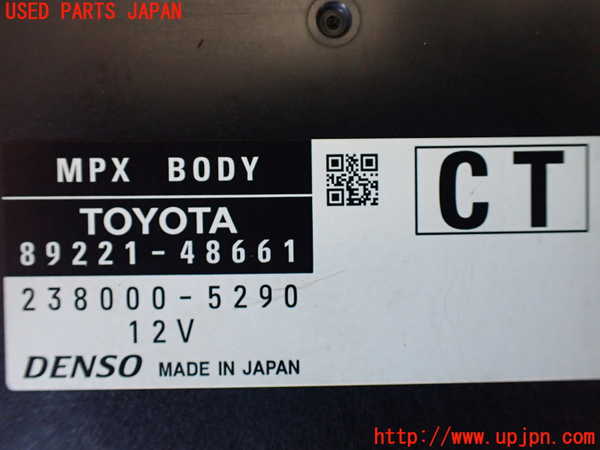 USED PARTS JAPAN
MPX BODY
TOYOTA
89221-48661
238000-5290
12V
DENSO MADE IN JAPAN
CT
http://www.upjpn.com/